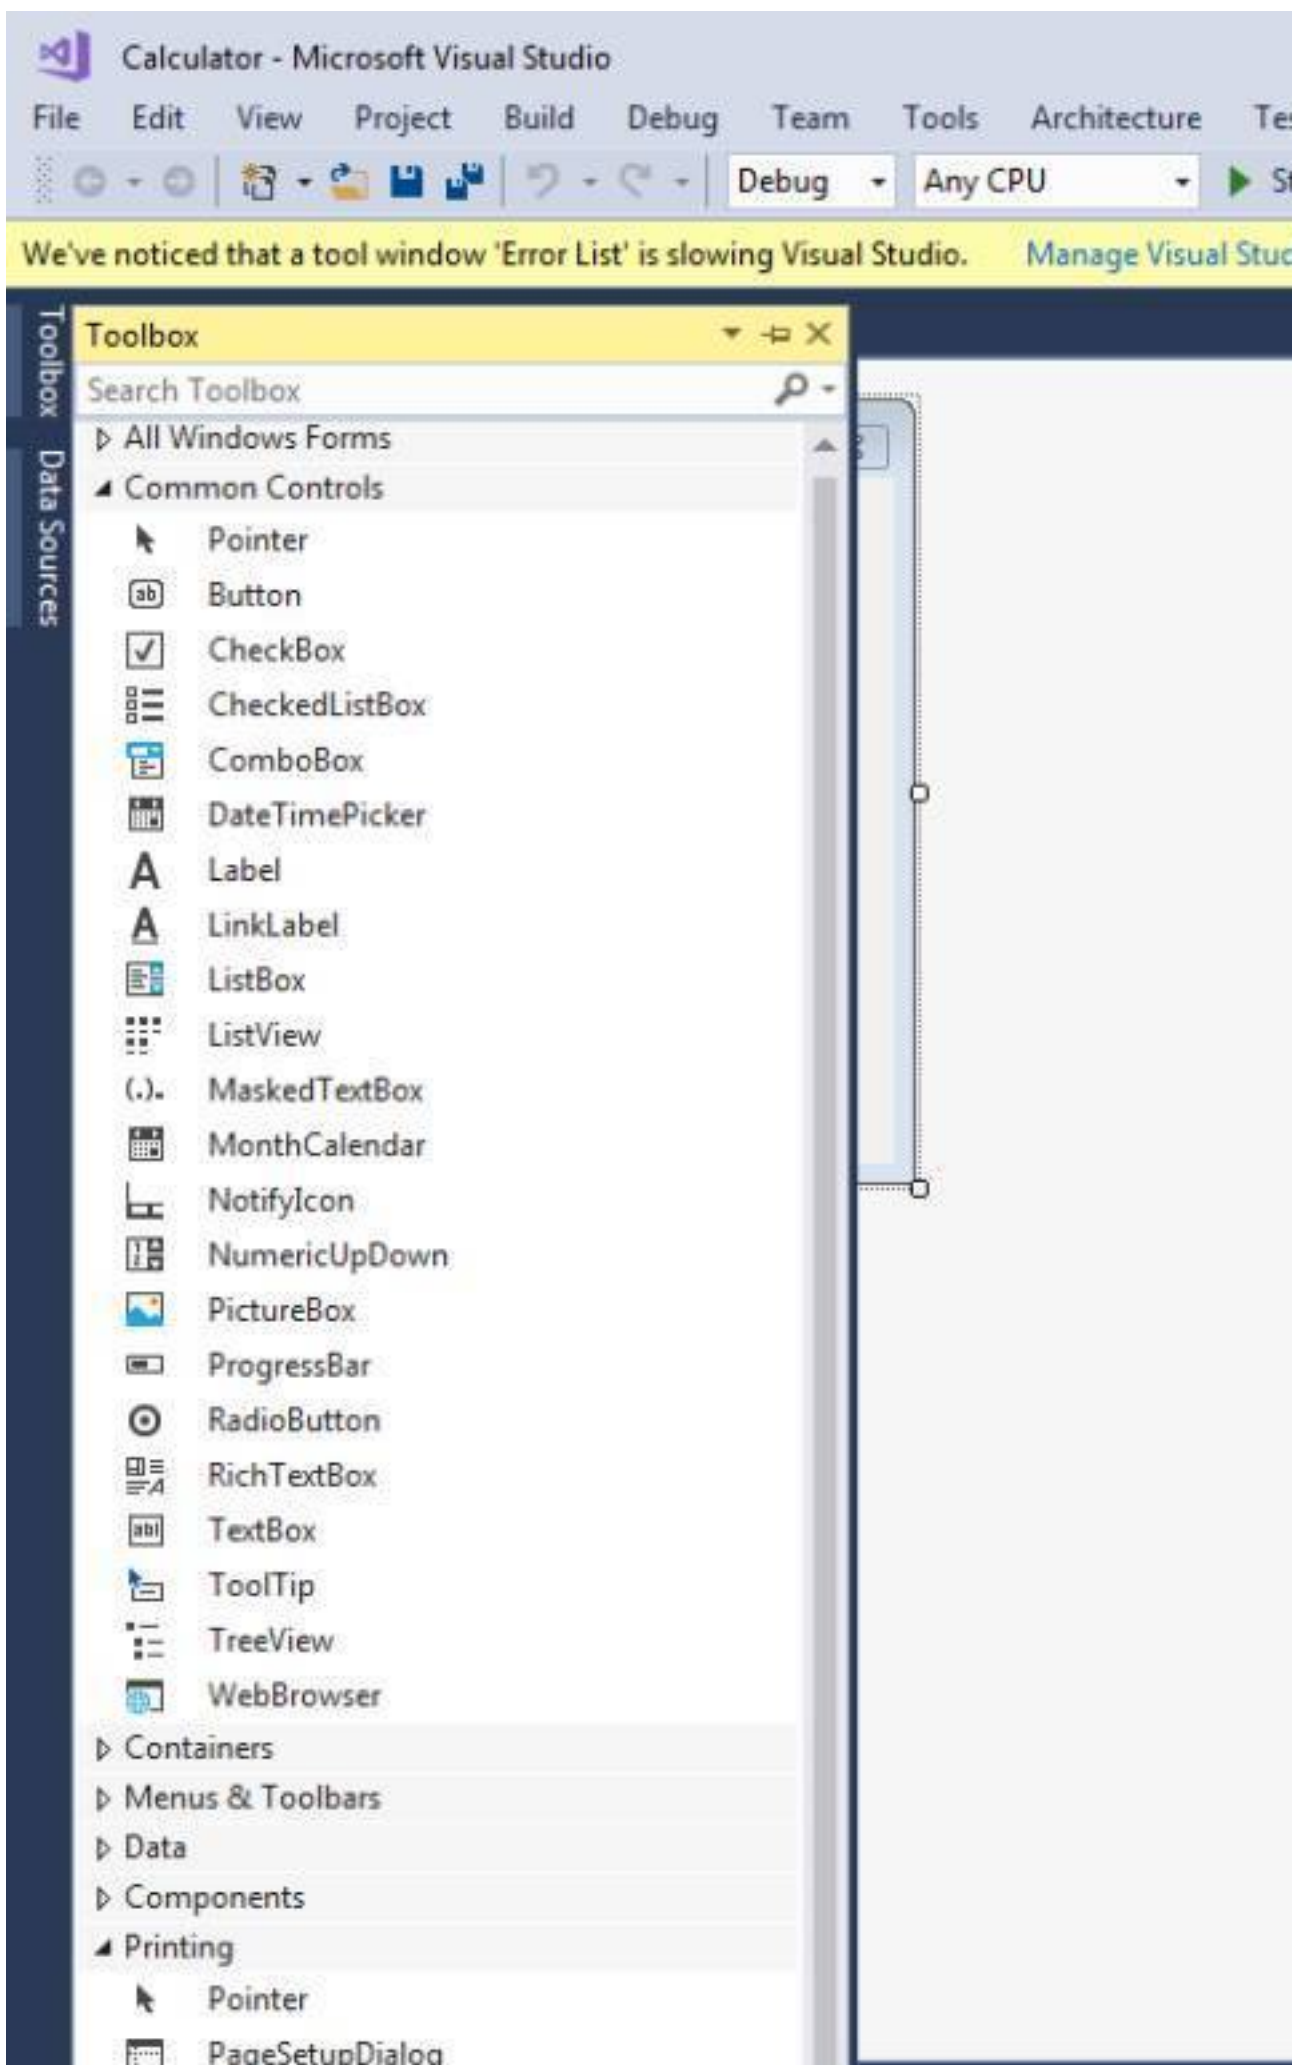 Calculator - Microsoft Visual Studio
File Edit View Project Build Debug Team Tools Architecture
Debug Any CPU
We've noticed that a tool window 'Error List' is slowing Visual Studio. Manage Visual
Toolbox
Data Sources
Toolbox
Search Toolbox
All Windows Forms
Common Controls
Pointer
Button
CheckBox
CheckedListBox
ComboBox
DateTimePicker
Label
LinkLabel
ListBox
ListView
MaskedTextBox
MonthCalendar
NotifyIcon
NumericUpDown
PictureBox
ProgressBar
RadioButton
RichTextBox
TextBox
ToolTip
TreeView
WebBrowser
Containers
Menus & Toolbars
Data
Components
Printing
Pointer
PageSetupDialog